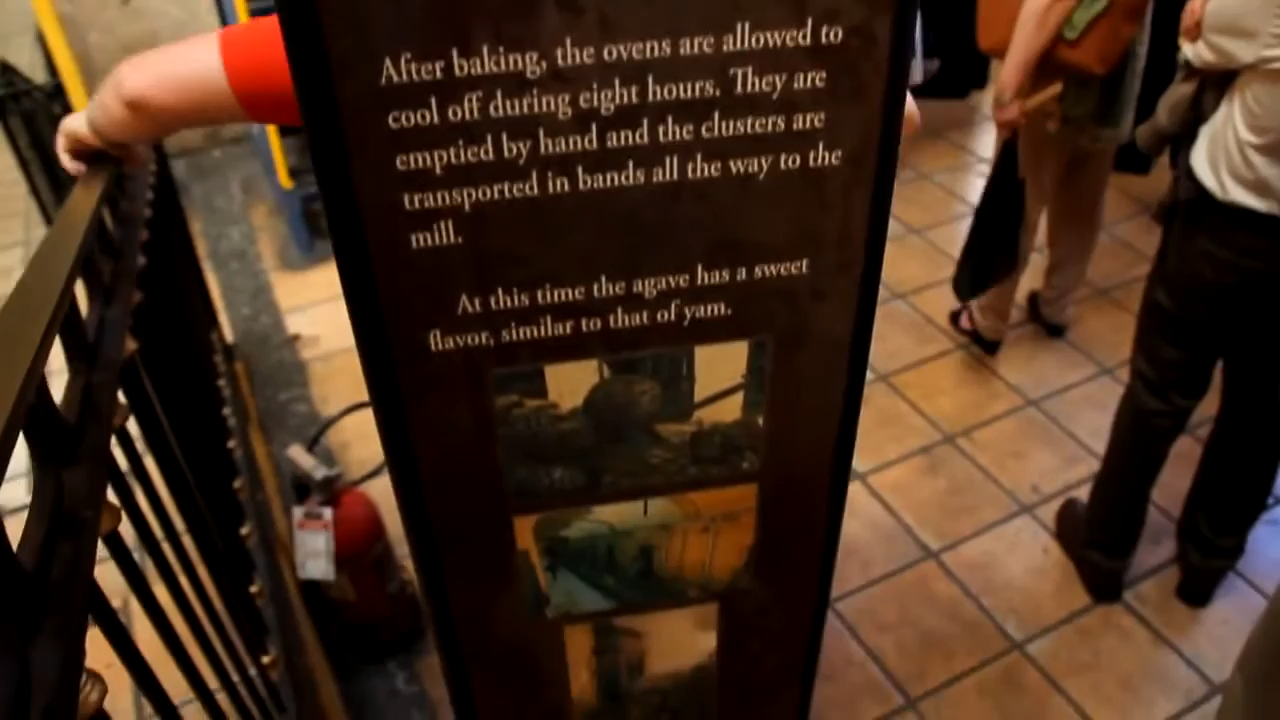 After baking, the ovens are allowed to
cool off during eight hours. They are
emptied by hand and the clusters are
transported in bands all the way to the
mill.
At this time the agave has a sweet
flavor, similar to that of yam.